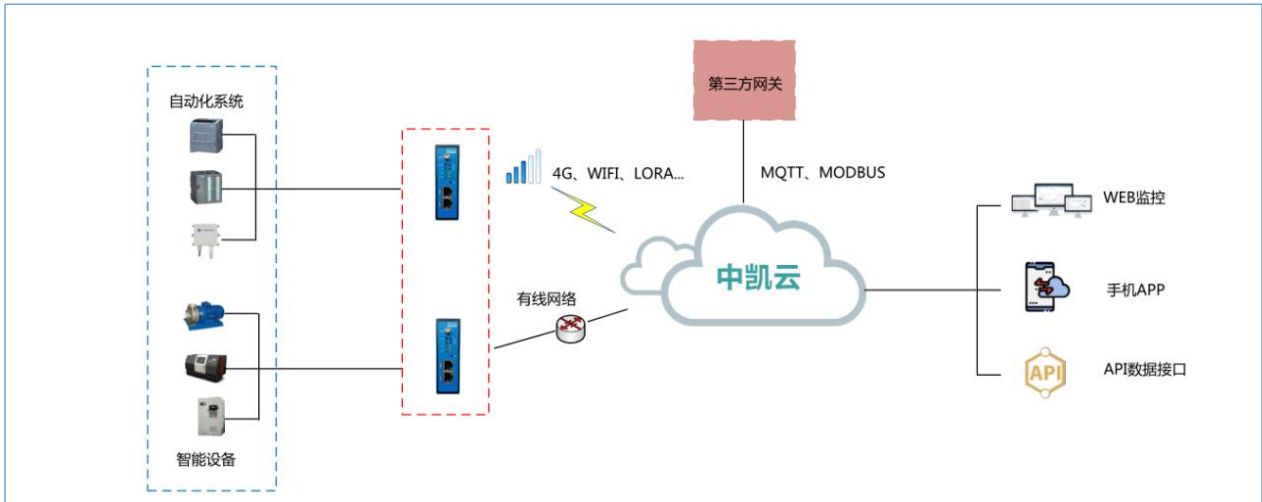 自动化系统
智能设备
4G、WIFI、LORA...
有线网络
第三方网关
MQTT、MODBUS
中凯云
WEB监控
手机APP
API
API数据接口